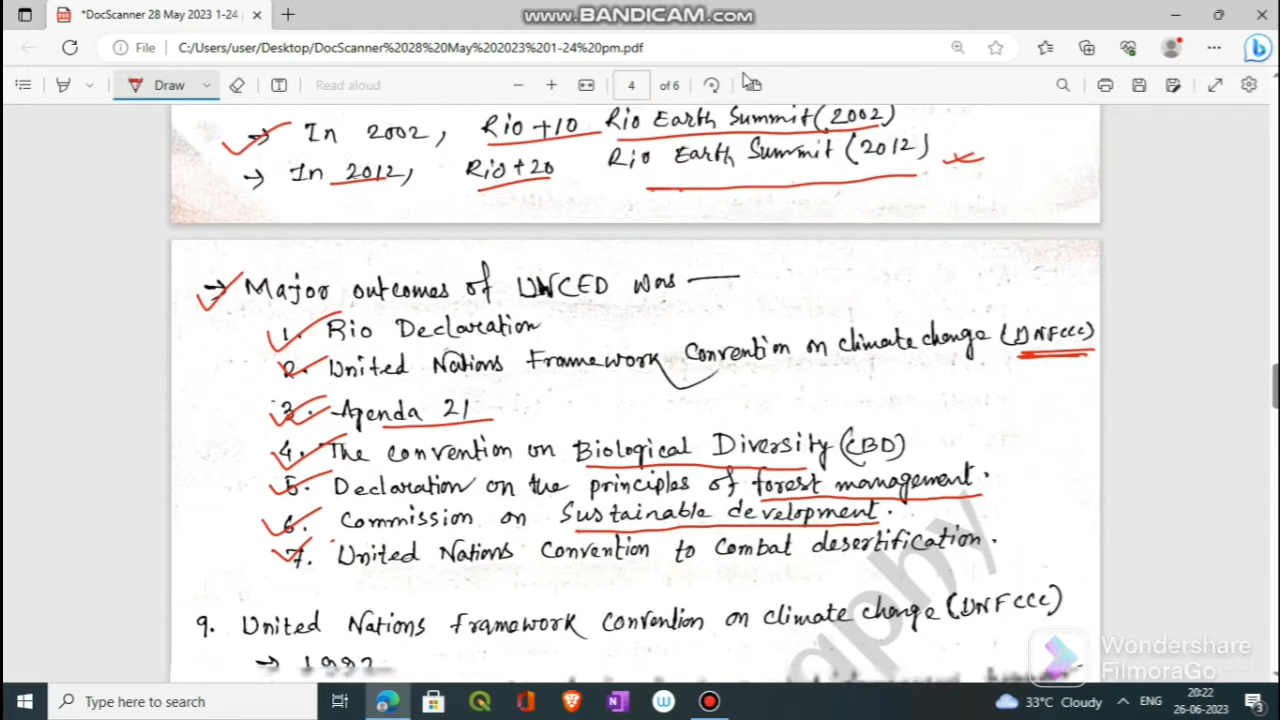 *DocScanner 28 May 2023 1-24 p
www.BANDICAM.com
File C:/Users/user/Desktop/DocScanner%2028%20May%202023%201-24%20pm.pdf
Draw Read aloud 4 of 6
→ In 2002, Rio+10 Rio Earth Summit (2002)
→ In 2012, Rio+20 Rio Earth Summit (2012)
→ Major outcomes of UNCED was —
1. Rio Declaration
2. United Nations Framework Convention on climate change (UNFCCC)
3. Agenda 21
4. The convention on Biological Diversity (CBD)
5. Declaration on the principles of forest management.
6. Commission on Sustainable development.
7. United Nations Convention to Combat desertification.
9. United Nations Framework Convention on climate change (UNFCCC)
→ 1992
graphy
Wondershare
FilmoraGo
Type here to search
33°C Cloudy
ENG
20:22
26-06-2023
3